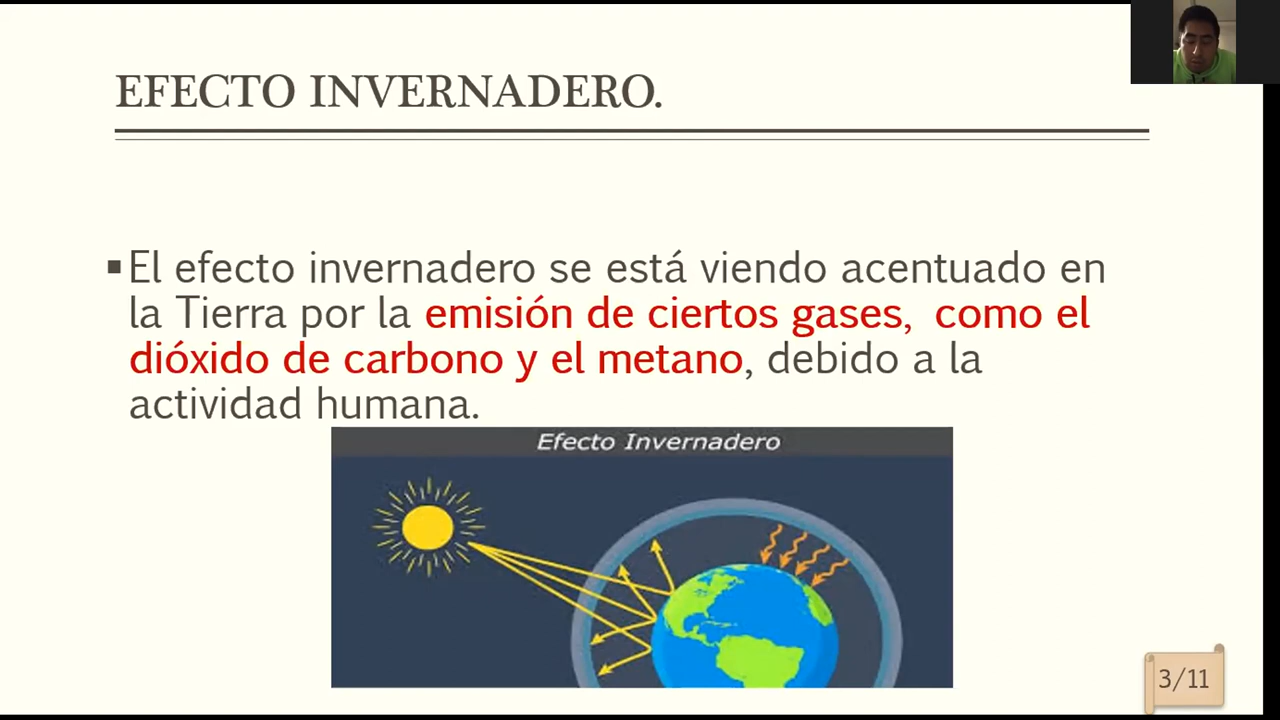 EFECTO INVERNADERO.
▪El efecto invernadero se está viendo acentuado en
la Tierra por la emisión de ciertos gases, como el
dióxido de carbono y el metano, debido a la
actividad humana.
Efecto Invernadero
3/11